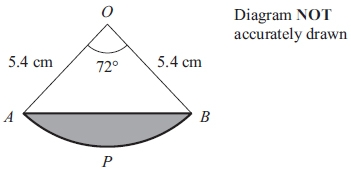 O
Diagram NOT
accurately drawn
5.4 cm
72°
5.4 cm
A
B
P